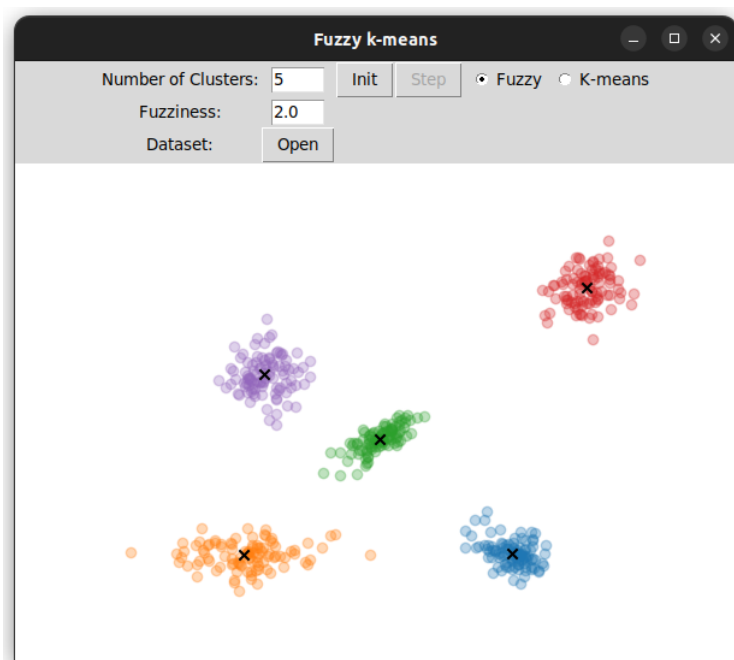 Fuzzy k-means
Number of Clusters: 5 Init Step Fuzzy K-means
Fuzziness: 2.0
Dataset: Open